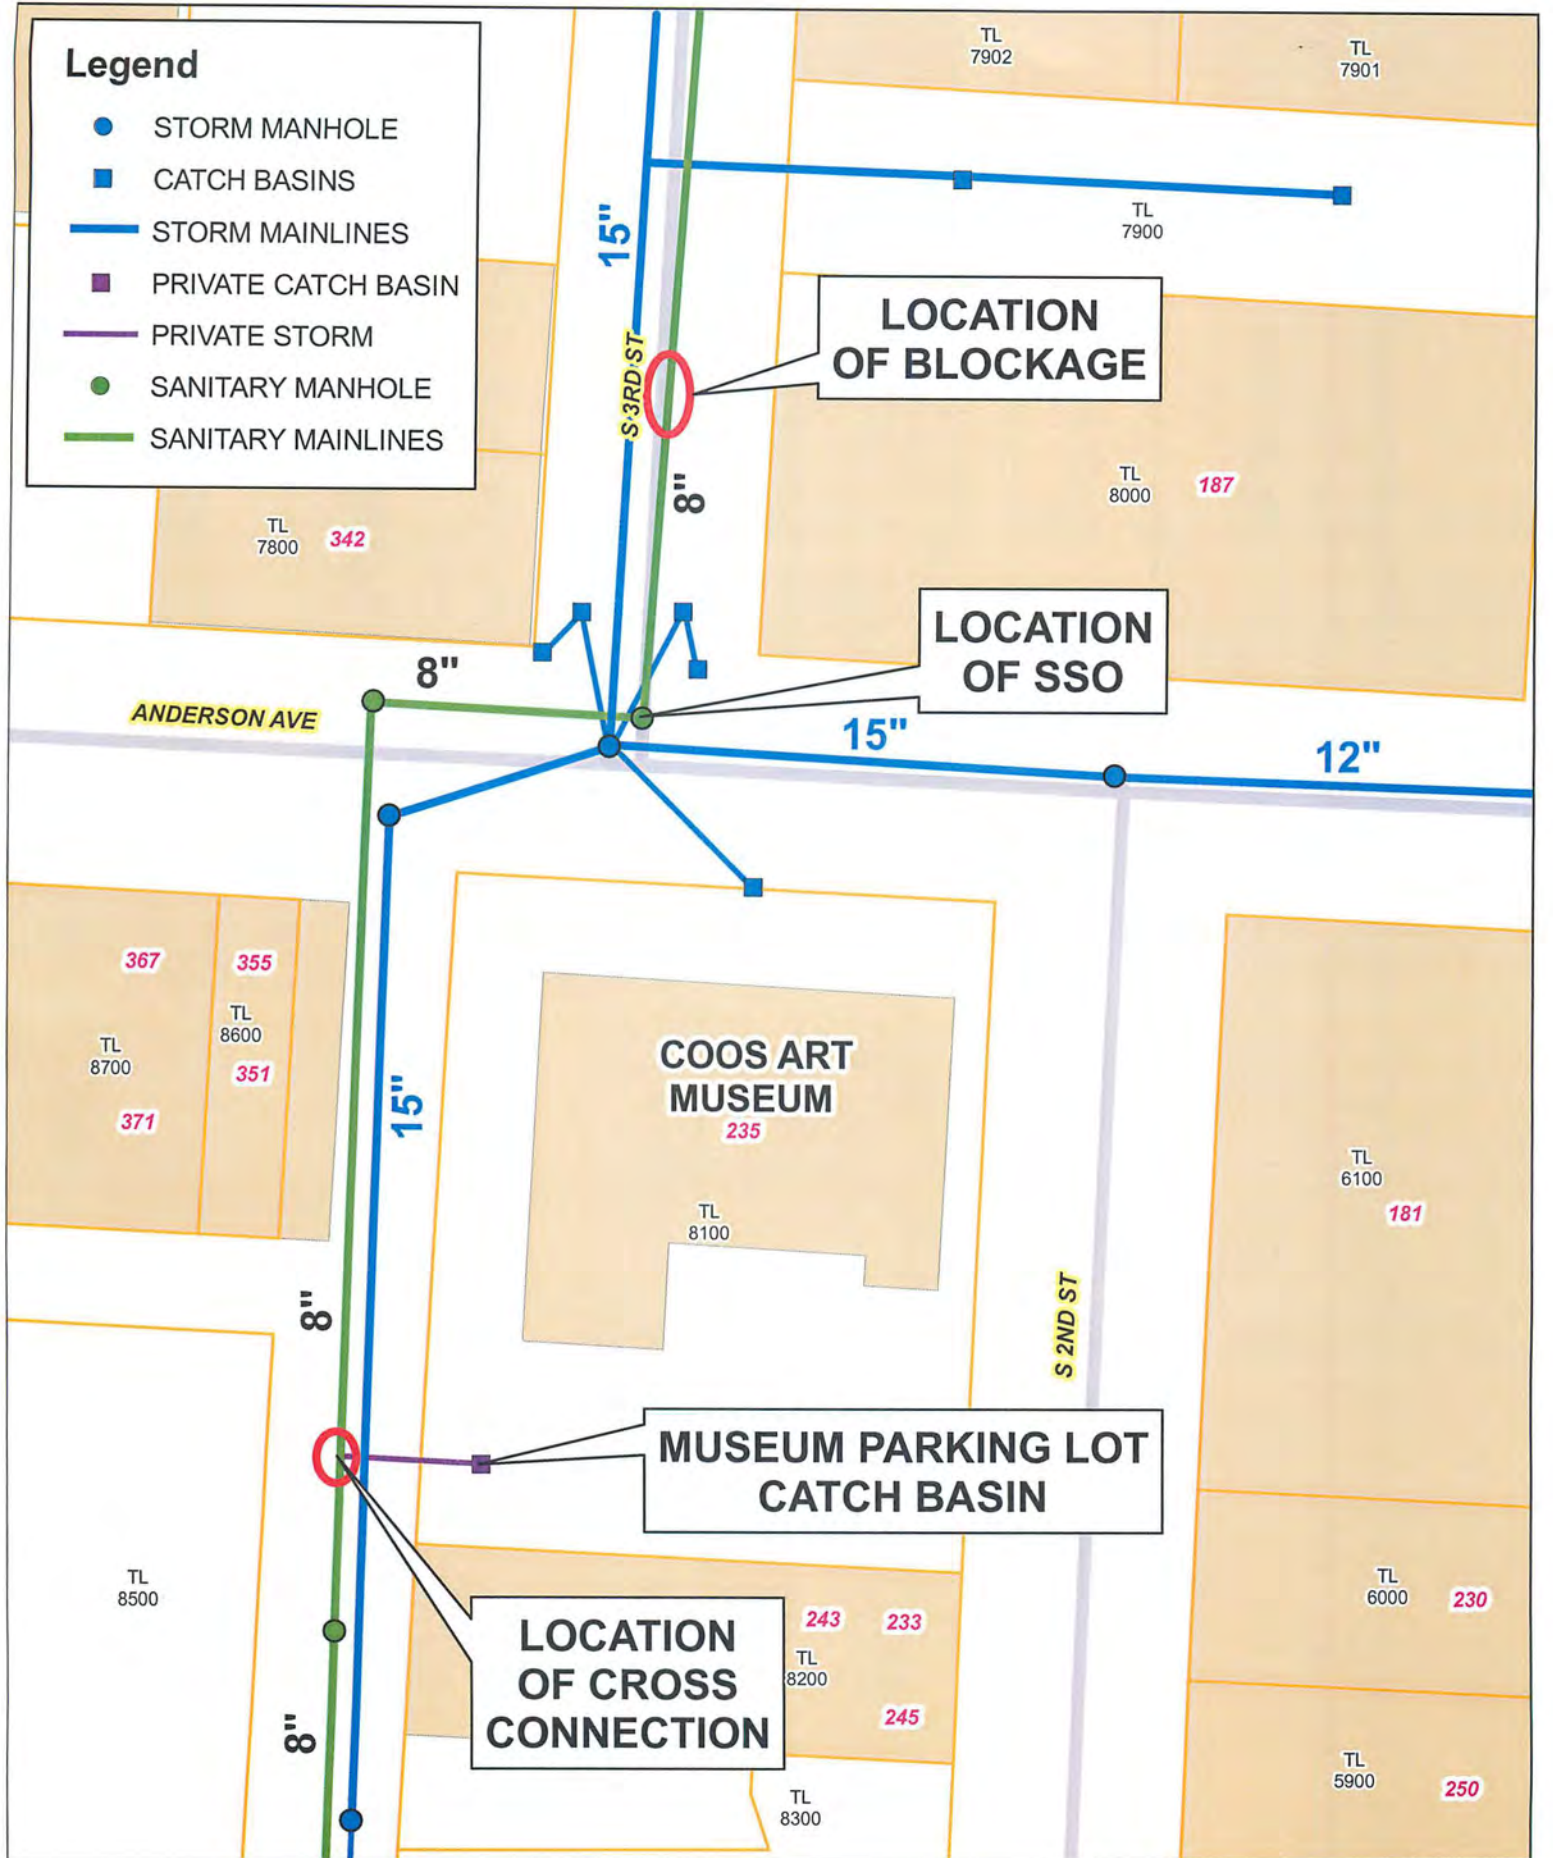 Legend
STORM MANHOLE
CATCH BASINS
STORM MAINLINES
PRIVATE CATCH BASIN
PRIVATE STORM
SANITARY MANHOLE
SANITARY MAINLINES
TL
7902
TL
7901
15"
TL
7900
LOCATION
OF BLOCKAGE
S 3RD ST
8"
TL
8000
187
TL
7800
342
LOCATION
OF SSO
8"
ANDERSON AVE
15"
12"
367
355
TL
8600
TL
8700
351
371
15"
COOS ART
MUSEUM
235
TL
8100
TL
6100
181
8"
S 2ND ST
MUSEUM PARKING LOT
CATCH BASIN
TL
8500
LOCATION
OF CROSS
CONNECTION
243
233
TL
8200
245
TL
6000
230
8"
TL
8300
TL
5900
250